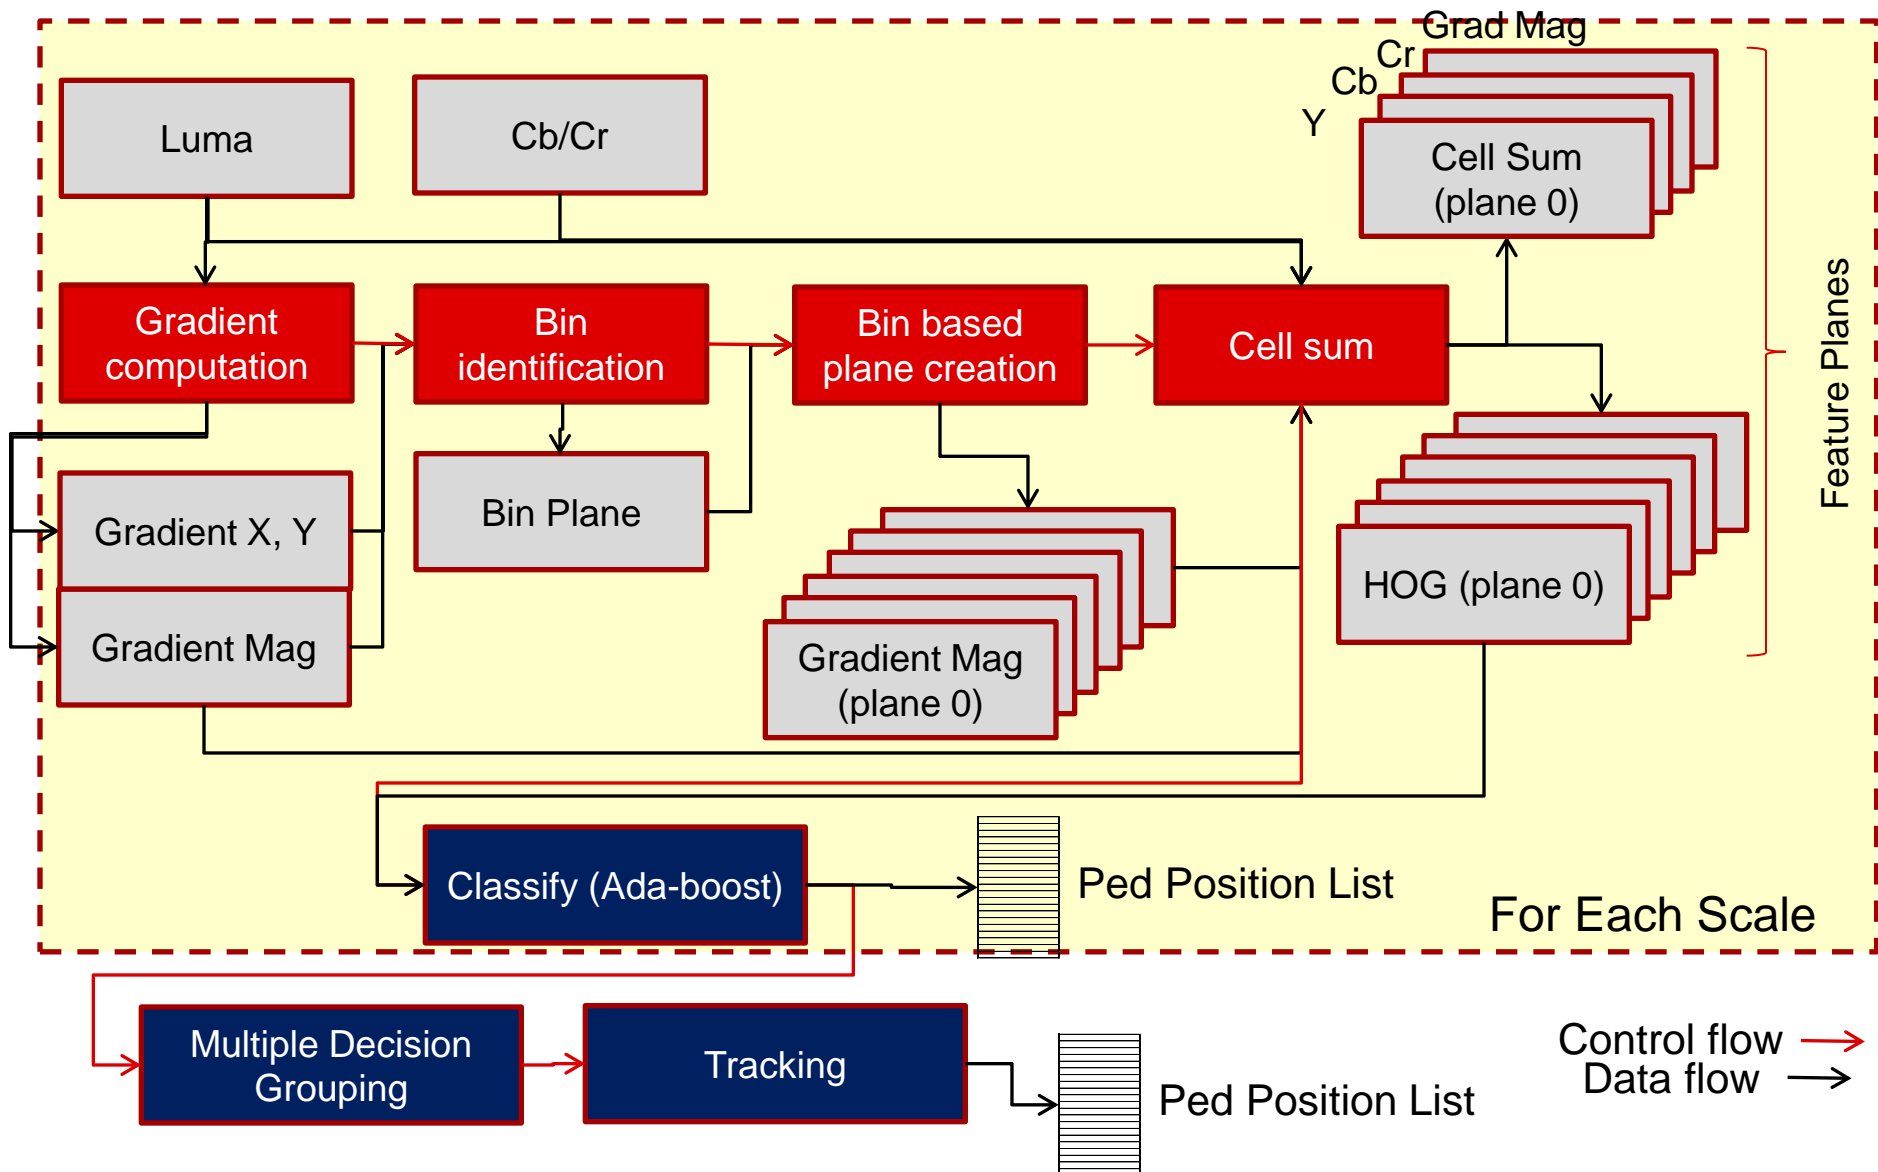 Grad Mag
Cr
Cb
Y
Luma
Cb/Cr
Cell Sum
(plane 0)
Gradient
computation
Bin
identification
Bin based
plane creation
Cell sum
Feature Planes
Gradient X, Y
Bin Plane
Gradient Mag
HOG (plane 0)
Gradient Mag
(plane 0)
Classify (Ada-boost)
Ped Position List
For Each Scale
Multiple Decision
Grouping
Tracking
Ped Position List
Control flow
Data flow